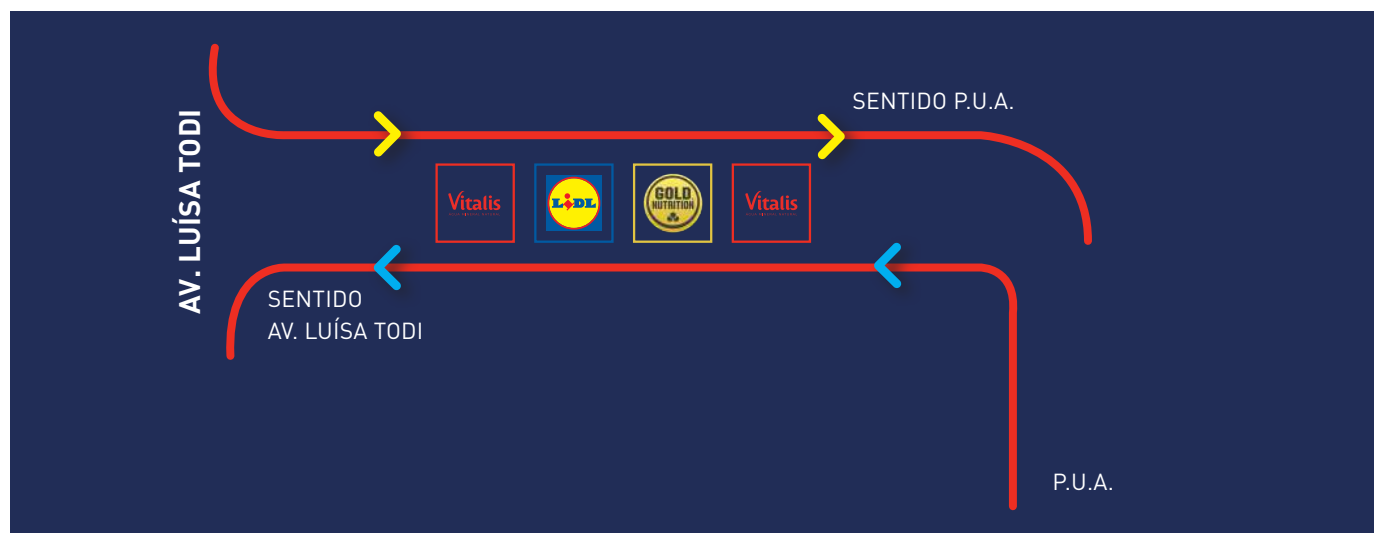 SENTIDO P.U.A.
AV. LUÍSA TODI
Vitalis
LIDL
GOLD
NUTRITION
Vitalis
SENTIDO
AV. LUÍSA TODI
P.U.A.